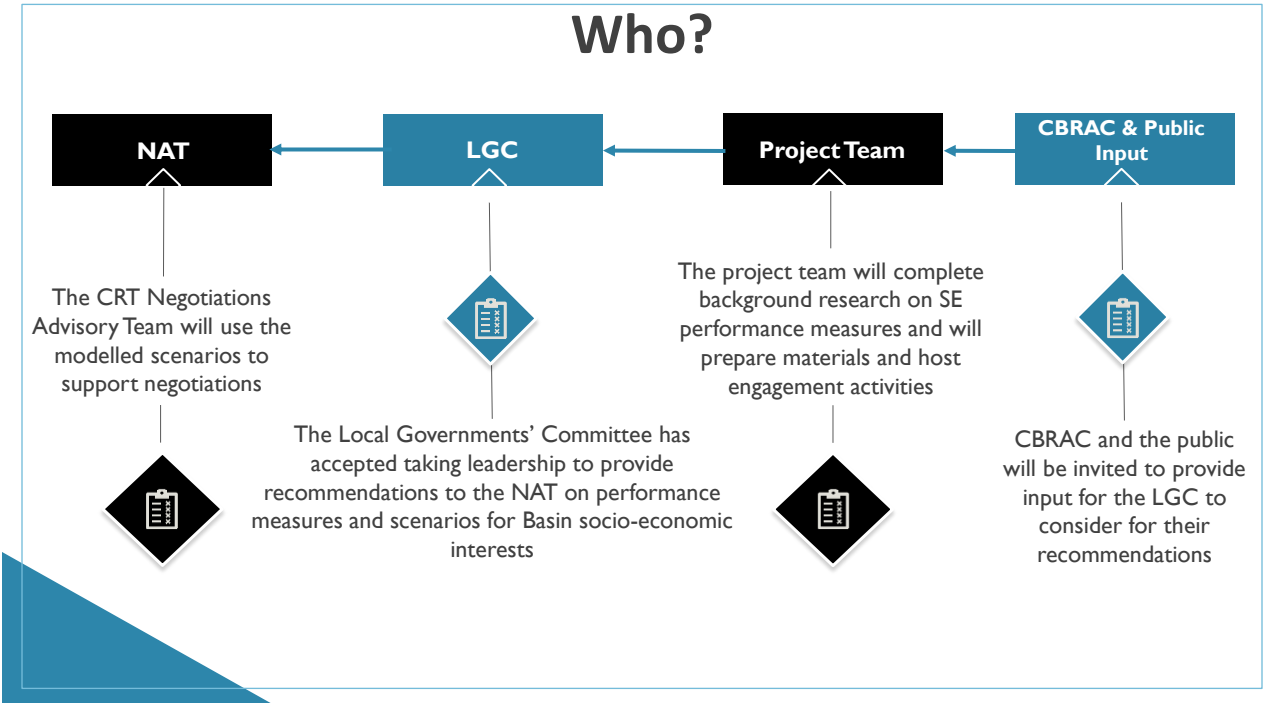 Who?
NAT
LGC
Project Team
CBRAC & Public
Input
The CRT Negotiations
Advisory Team will use the
modelled scenarios to
support negotiations
The Local Governments’ Committee has
accepted taking leadership to provide
recommendations to the NAT on performance
measures and scenarios for Basin socio-economic
interests
The project team will complete
background research on SE
performance measures and will
prepare materials and host
engagement activities
CBRAC and the public
will be invited to provide
input for the LGC to
consider for their
recommendations